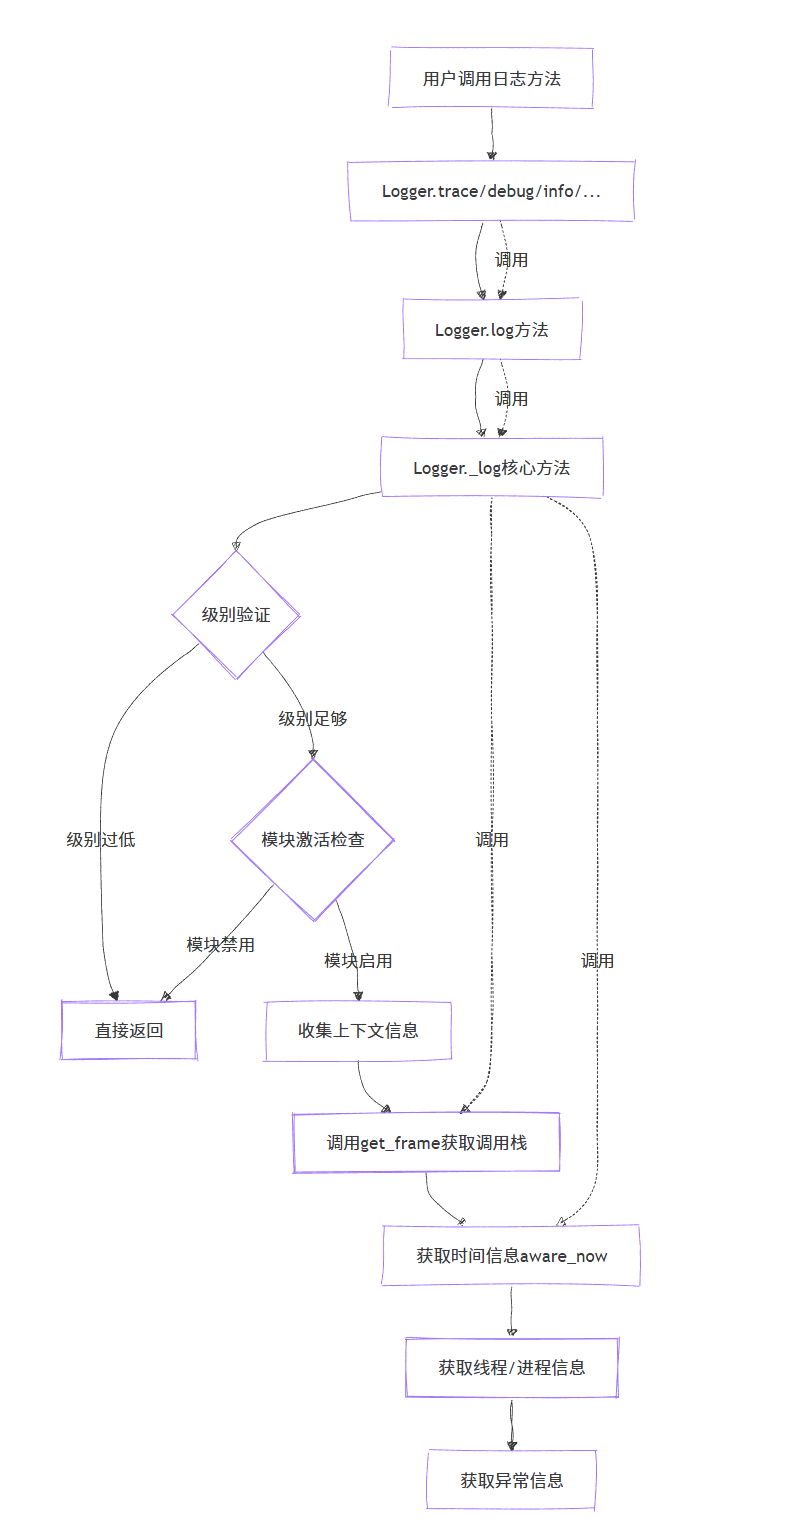 用户调用日志方法
Logger.trace/debug/info/...
调用
Logger.log方法
调用
Logger._log核心方法
级别验证
级别足够
级别过低
模块激活检查
调用
模块禁用
模块启用
调用
直接返回
收集上下文信息
调用get_frame获取调用栈
获取时间信息aware_now
获取线程/进程信息
获取异常信息